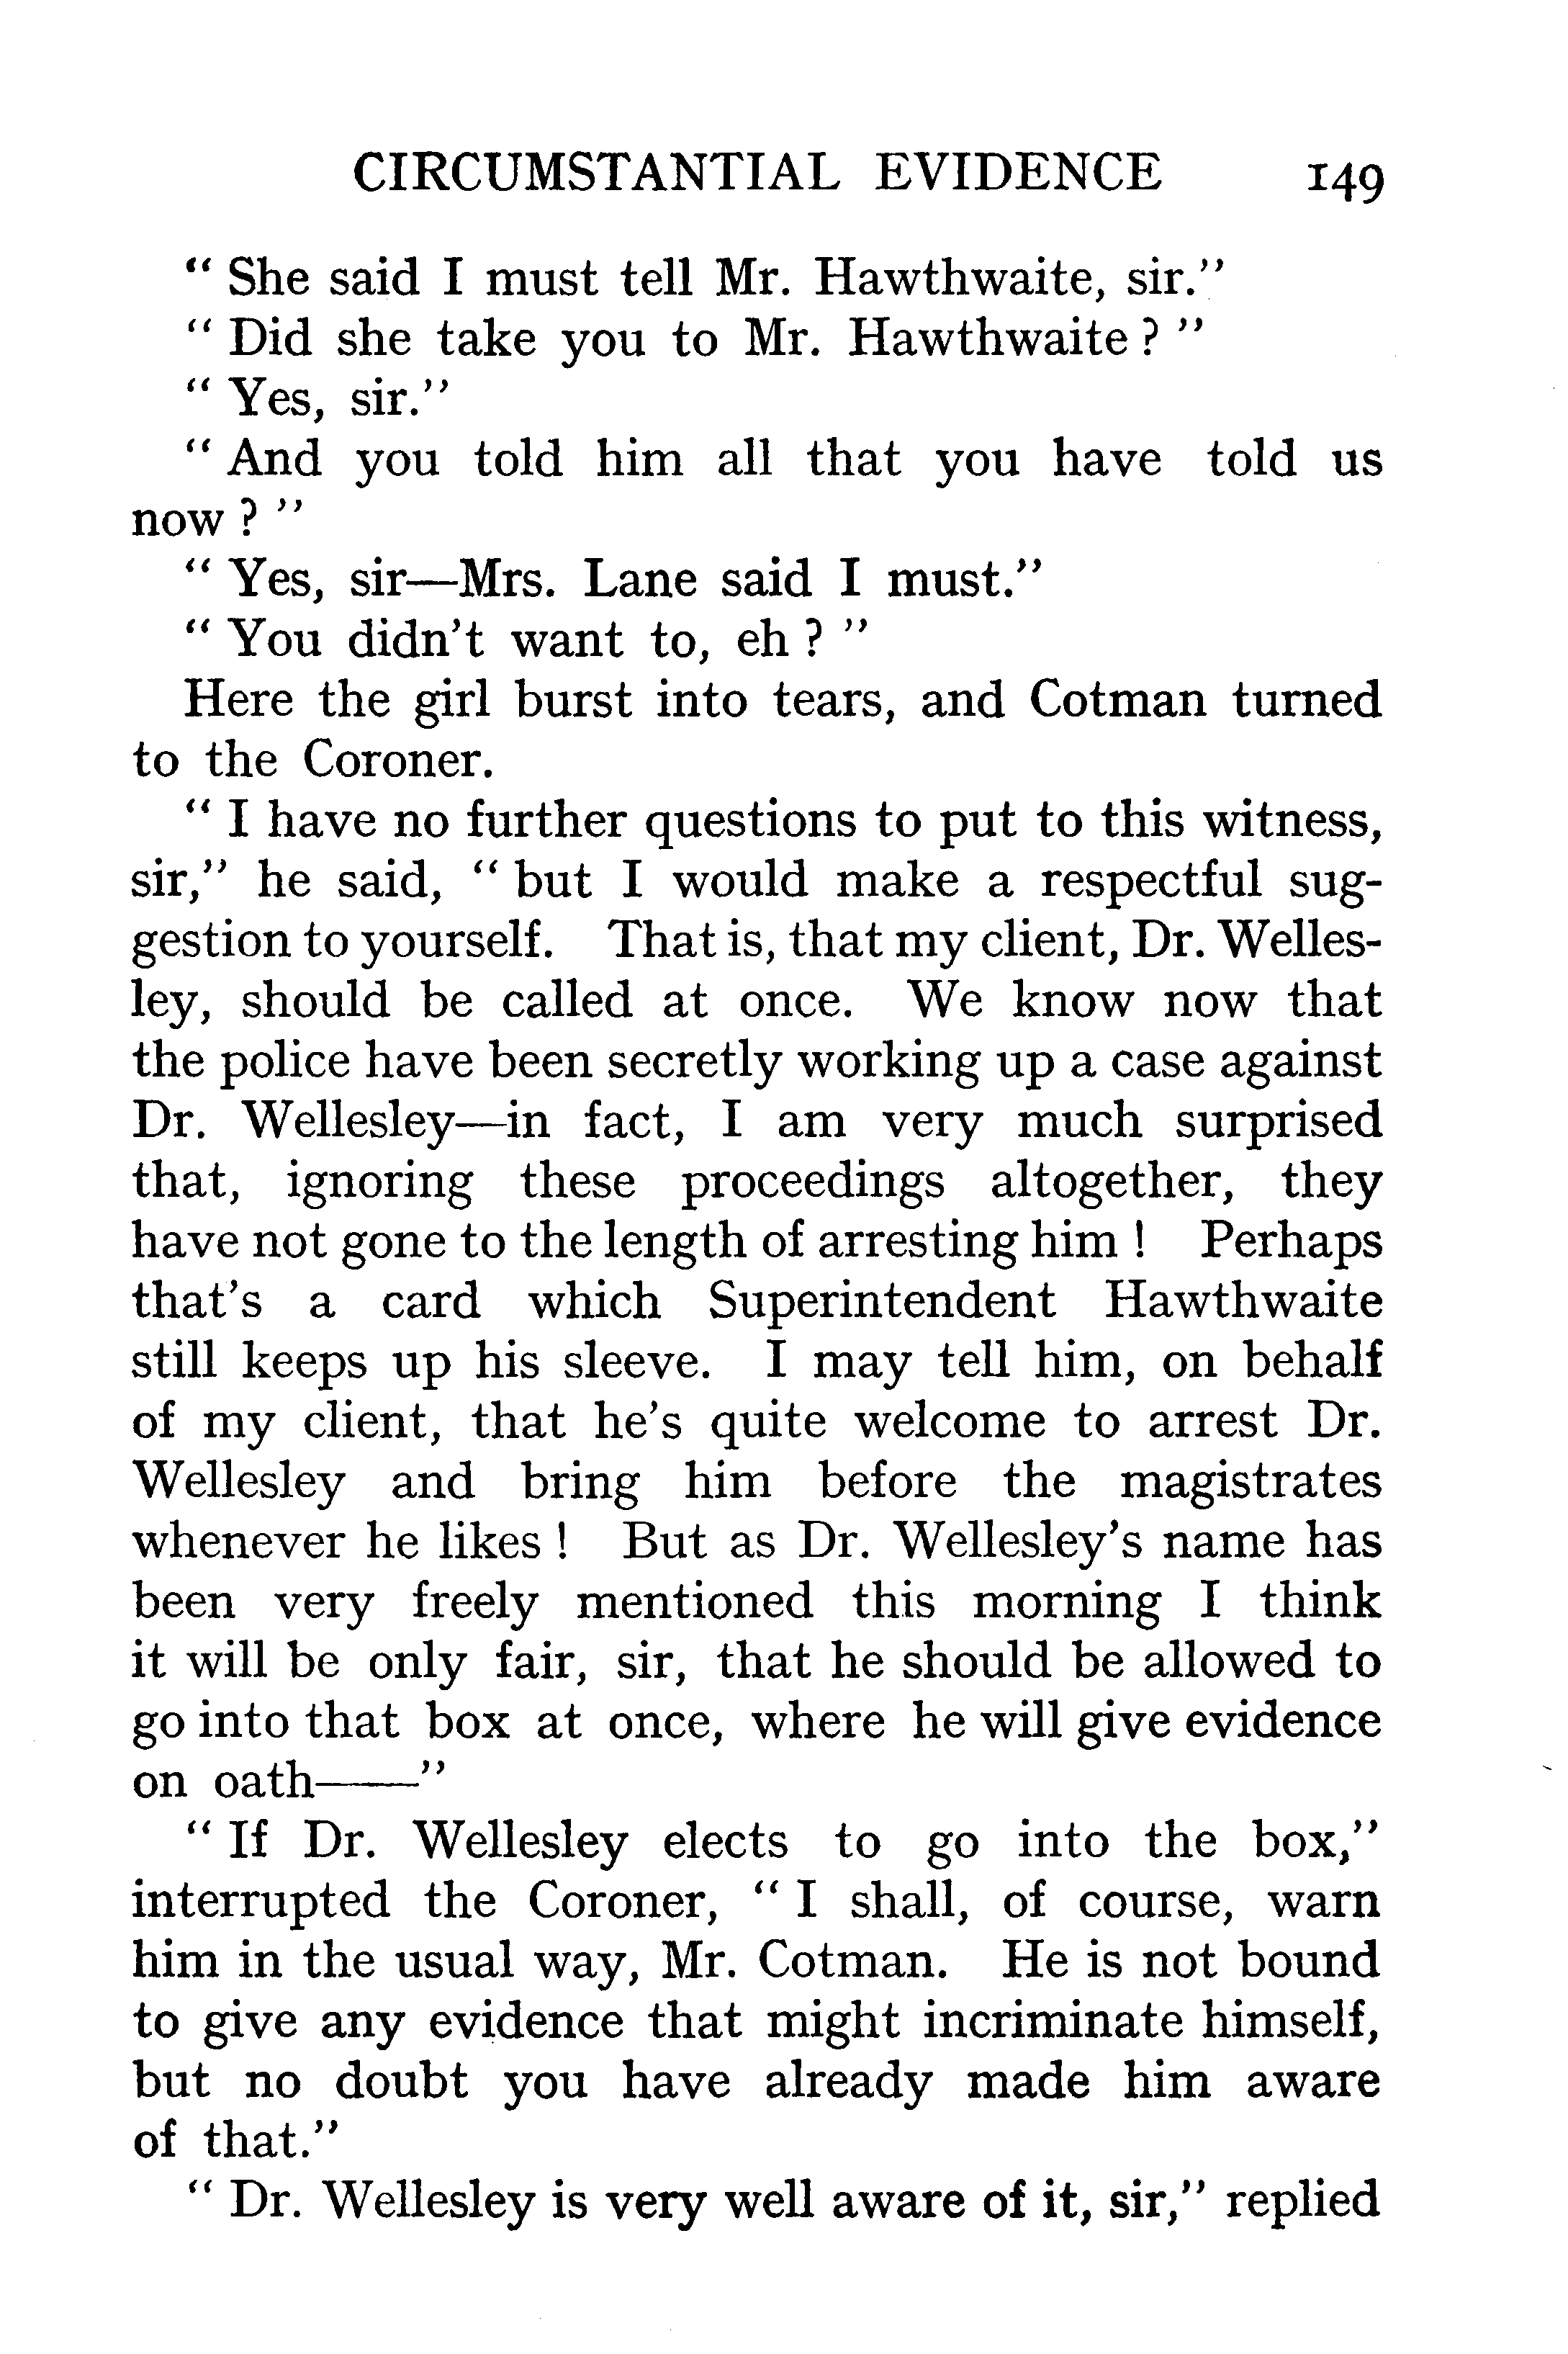 CIRCUMSTANTIAL EVIDENCE 149
“ She said I must tell Mr. Hawthwaite, sir.”
“ Did she take you to Mr. Hawthwaite ? ”
“ Yes, sir.”
“ And you told him all that you have told us
now ? ”
“ Yes, sir—Mrs. Lane said I must.”
“ You didn’t want to, eh ? ”
Here the girl burst into tears, and Cotman turned
to the Coroner.
“ I have no further questions to put to this witness,
sir,” he said, “ but I would make a respectful sug-
gestion to yourself. That is, that my client, Dr. Welles-
ley, should be called at once. We know now that
the police have been secretly working up a case against
Dr. Wellesley—in fact, I am very much surprised
that, ignoring these proceedings altogether, they
have not gone to the length of arresting him ! Perhaps
that’s a card which Superintendent Hawthwaite
still keeps up his sleeve. I may tell him, on behalf
of my client, that he’s quite welcome to arrest Dr.
Wellesley and bring him before the magistrates
whenever he likes ! But as Dr. Wellesley’s name has
been very freely mentioned this morning I think
it will be only fair, sir, that he should be allowed to
go into that box at once, where he will give evidence
on oath——”
“ If Dr. Wellesley elects to go into the box,”
interrupted the Coroner, “ I shall, of course, warn
him in the usual way, Mr. Cotman. He is not bound
to give any evidence that might incriminate himself,
but no doubt you have already made him aware
of that.”
“ Dr. Wellesley is very well aware of it, sir,” replied